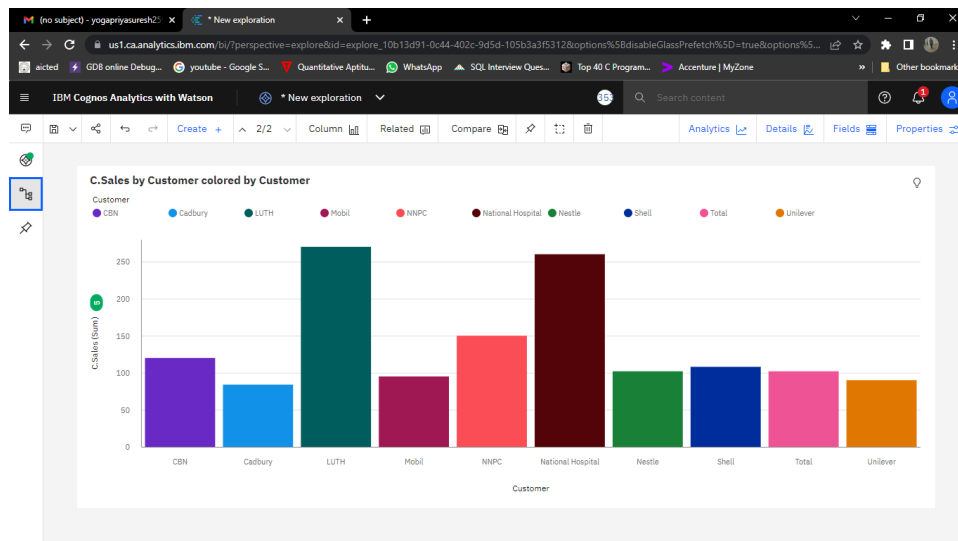 (no subject) - yogapriyasuresh25
* New exploration
us1.ca.analytics.ibm.com/bi/?perspective=explore&id=explore_10b13d91-0c44-402c-9d5d-105b3a3f5312&options%5BdisableGlassPrefetch%5D=true&options%5...
aicted
GDB online Debug...
youtube - Google S...
Quantitative Aptitu...
WhatsApp
SQL Interview Ques...
Top 40 C Program...
Accenture | MyZone
»
Other bookmark
IBM Cognos Analytics with Watson
* New exploration
353
Search content
1
Create +
2/2
Column
Related
Compare
Analytics
Details
Fields
Properties
C.Sales by Customer colored by Customer
Customer
CBN
Cadbury
LUTH
Mobil
NNPC
National Hospital
Nestle
Shell
Total
Unilever
C.Sales (Sum)
250
200
150
100
50
0
CBN
Cadbury
LUTH
Mobil
NNPC
National Hospital
Nestle
Shell
Total
Unilever
Customer